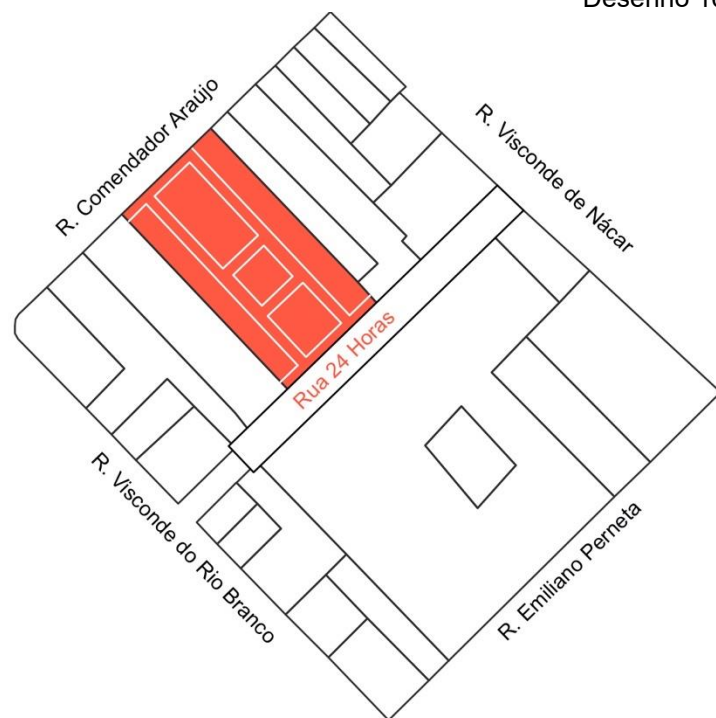 R. Comendador Araújo
R. Visconde de Nácar
Rua 24 Horas
R. Visconde do Rio Branco
R. Emiliano Perneta